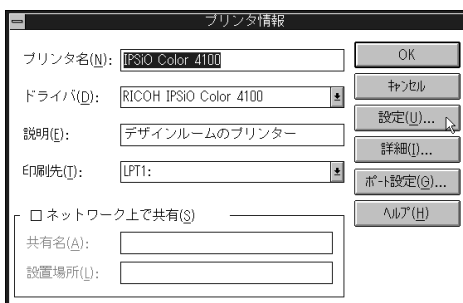 プリンタ情報
プリンタ名(N): IPSiO Color 4100
ドライバ(D): RICOH IPSiO Color 4100
説明(E): デザインルームのプリンター
印刷先(T): LPT1:
ネットワーク上で共有(S)
共有名(A):
設置場所(L):
OK
キャンセル
設定(U)...
詳細(I)...
ポート設定(G)...
ヘルプ(H)